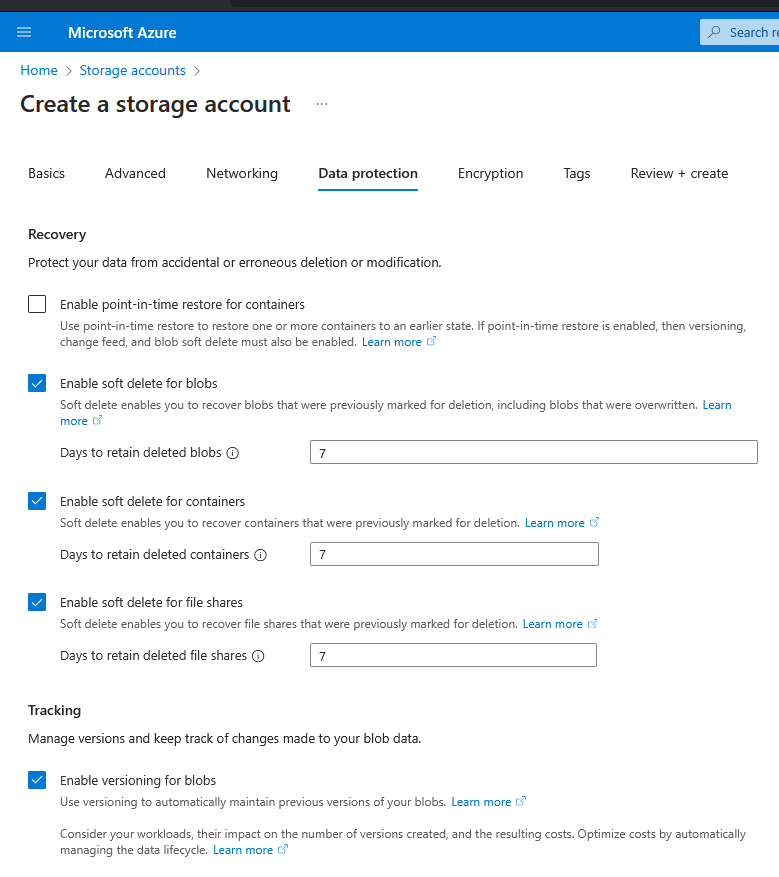 Microsoft Azure
Search re
Home > Storage accounts >
Create a storage account ...
Basics Advanced Networking Data protection Encryption Tags Review + create
Recovery
Protect your data from accidental or erroneous deletion or modification.
Enable point-in-time restore for containers
Use point-in-time restore to restore one or more containers to an earlier state. If point-in-time restore is enabled, then versioning,
change feed, and blob soft delete must also be enabled. Learn more
Enable soft delete for blobs
Soft delete enables you to recover blobs that were previously marked for deletion, including blobs that were overwritten. Learn
more
Days to retain deleted blobs 7
Enable soft delete for containers
Soft delete enables you to recover containers that were previously marked for deletion. Learn more
Days to retain deleted containers 7
Enable soft delete for file shares
Soft delete enables you to recover file shares that were previously marked for deletion. Learn more
Days to retain deleted file shares 7
Tracking
Manage versions and keep track of changes made to your blob data.
Enable versioning for blobs
Use versioning to automatically maintain previous versions of your blobs. Learn more
Consider your workloads, their impact on the number of versions created, and the resulting costs. Optimize costs by automatically
managing the data lifecycle. Learn more